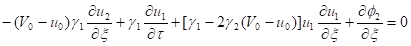 -(V₀-u₀)γ₁ ∂u₂/∂ξ + γ₁ ∂u₁/∂τ + [γ₁-2γ₂(V₀-u₀)]u₁ ∂u₁/∂ξ + ∂ϕ₂/∂ξ = 0